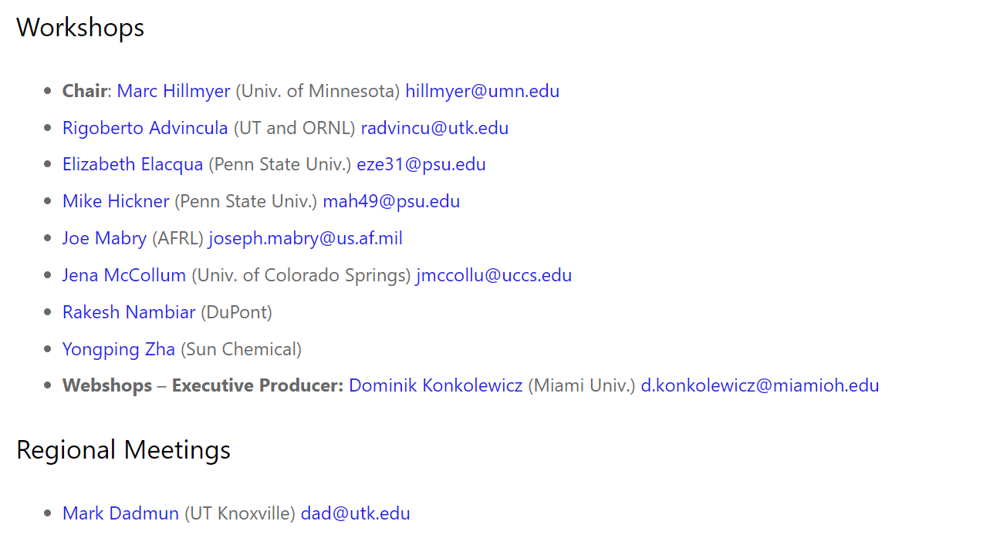 Workshops
Chair: Marc Hillmyer (Univ. of Minnesota) hillmyer@umn.edu
Rigoberto Advincula (UT and ORNL) radvincu@utk.edu
Elizabeth Elacqua (Penn State Univ.) eze31@psu.edu
Mike Hickner (Penn State Univ.) mah49@psu.edu
Joe Mabry (AFRL) joseph.mabry@us.af.mil
Jena McCollum (Univ. of Colorado Springs) jmccollu@uccs.edu
Rakesh Nambiar (DuPont)
Yongping Zha (Sun Chemical)
Webshops – Executive Producer: Dominik Konkolewicz (Miami Univ.) d.konkolewicz@miamioh.edu
Regional Meetings
Mark Dadmun (UT Knoxville) dad@utk.edu